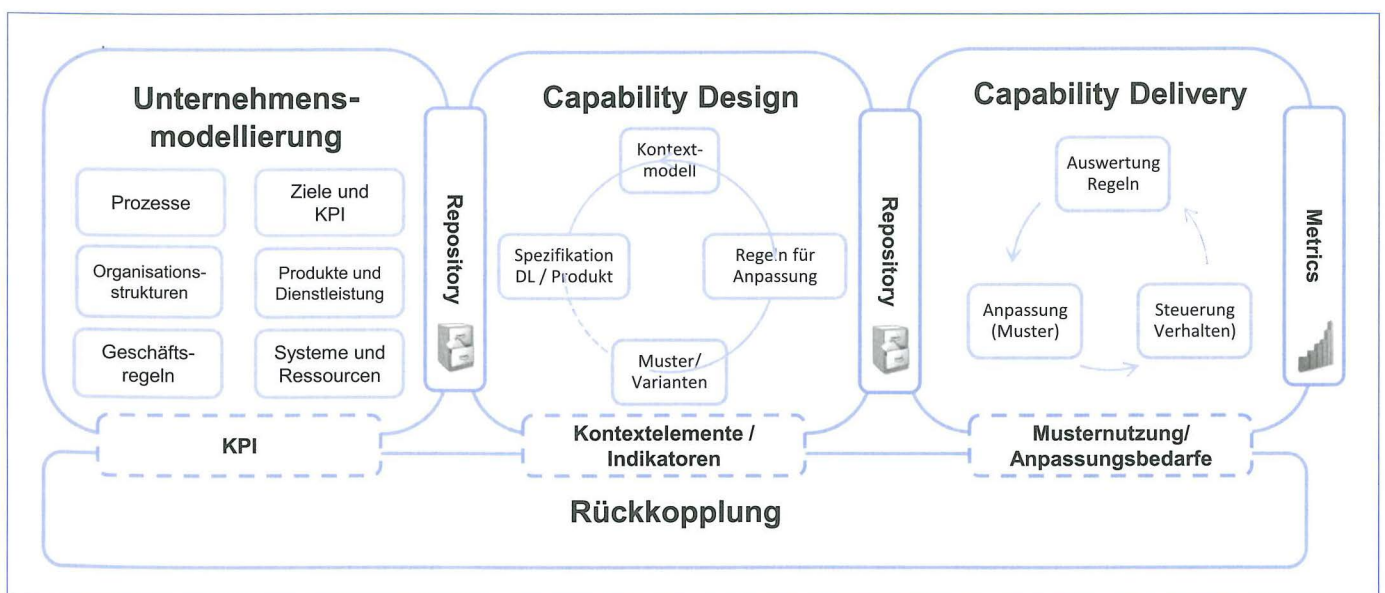 Unternehmens-
modellierung
Prozesse
Ziele und
KPI
Organisations-
strukturen
Produkte und
Dienstleistung
Geschäfts-
regeln
Systeme und
Ressourcen
Repository
Capability Design
Kontext-
modell
Spezifikation
DL / Produkt
Regeln für
Anpassung
Muster/
Varianten
Repository
Capability Delivery
Auswertung
Regeln
Anpassung
(Muster)
Steuerung
Verhalten)
Metrics
KPI
Kontextelemente /
Indikatoren
Musternutzung/
Anpassungsbedarfe
Rückkopplung